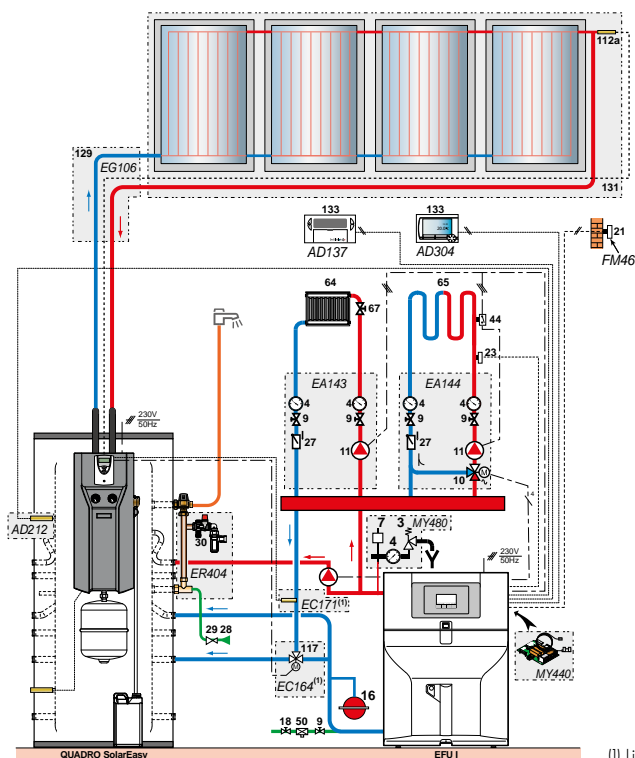 112a
129
EG106
131
133
133
21
AD137
AD304
FM46
64
65
67
44
23
EA143
EA144
4
4
4
4
9
9
9
9
27
11
27
11
10
M
230V
50Hz
AD212
30
ER404
7
3
MY480
4
230V
50Hz
EC171(1)
29 28
117
M
EC164(1)
16
MY440
18 50 9
QUADRO SolarEasy
EFU I
(1) Li